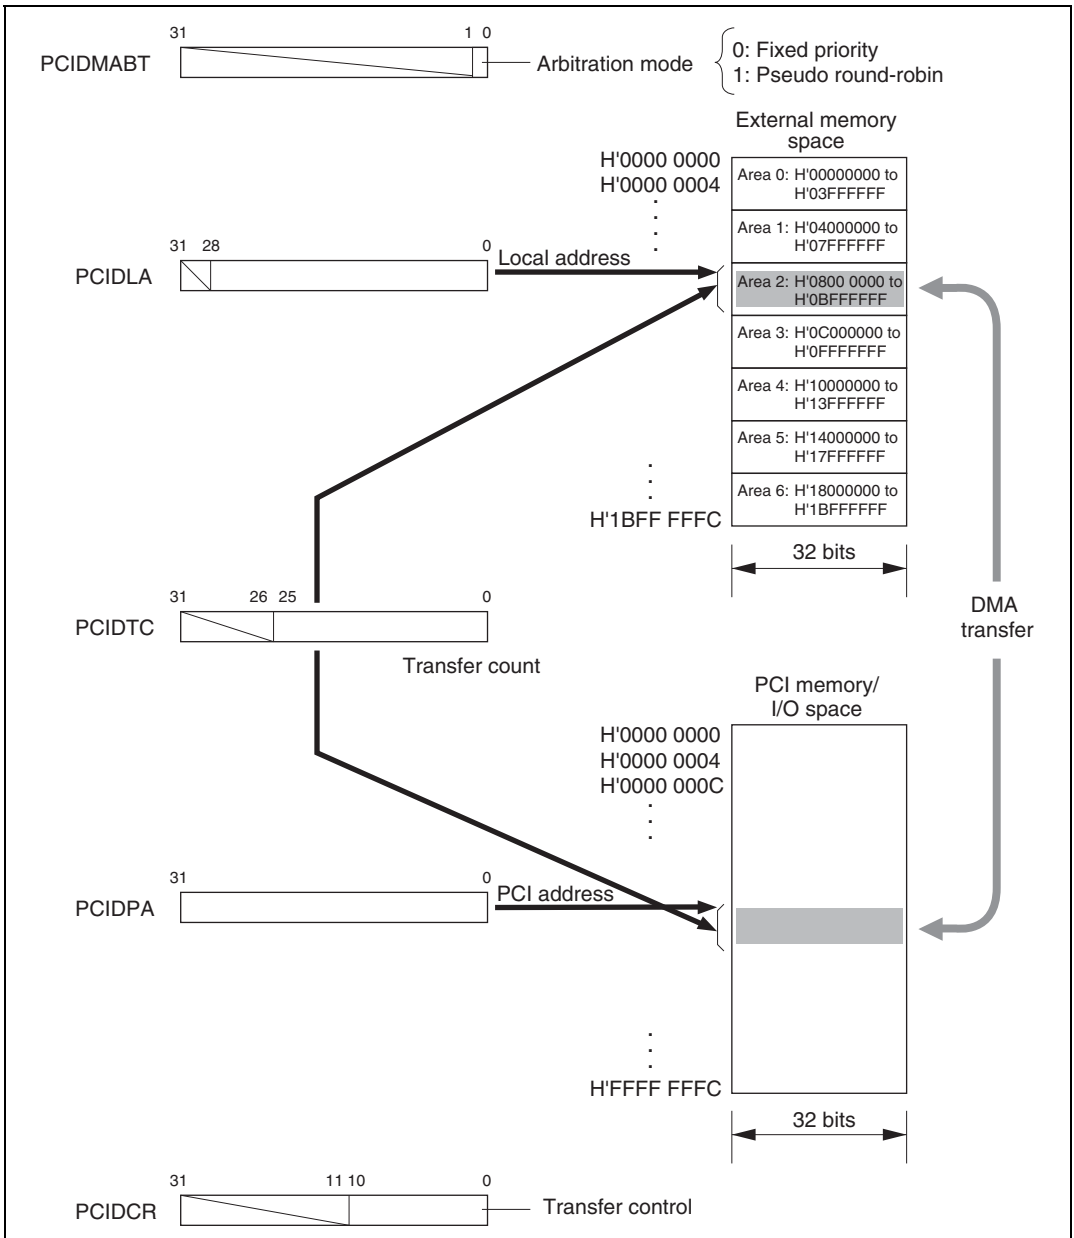 31 1 0
PCIDMABT
Arbitration mode
0: Fixed priority
1: Pseudo round-robin
External memory
space
H'0000 0000
H'0000 0004
Area 0: H'00000000 to
H'03FFFFFF
Area 1: H'04000000 to
H'07FFFFFF
31 28 0
PCIDLA
Local address
Area 2: H'0800 0000 to
H'0BFFFFFF
Area 3: H'0C000000 to
H'0FFFFFFF
Area 4: H'10000000 to
H'13FFFFFF
Area 5: H'14000000 to
H'17FFFFFF
Area 6: H'18000000 to
H'1BFFFFFF
H'1BFF FFFC
32 bits
31 26 25 0
PCIDTC
Transfer count
DMA
transfer
PCI memory/
I/O space
H'0000 0000
H'0000 0004
H'0000 000C
31 0
PCIDPA
PCI address
H'FFFF FFFC
32 bits
31 11 10 0
PCIDCR
Transfer control